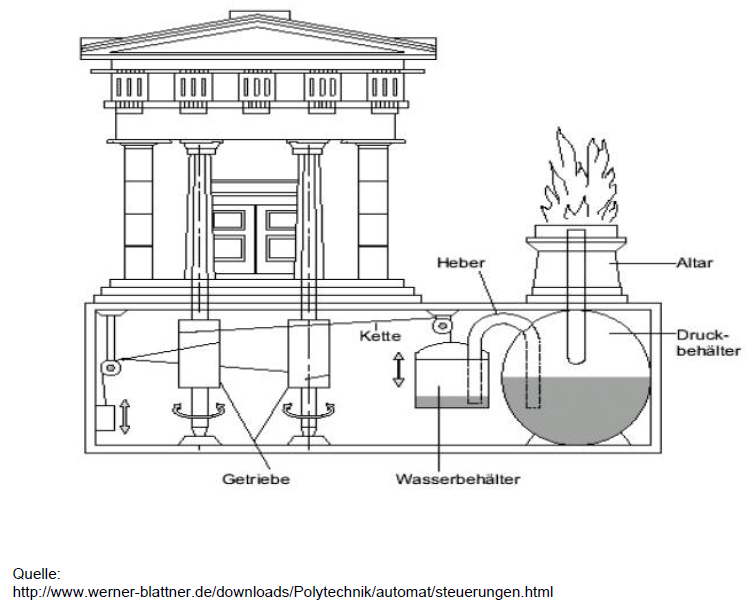 Heber
Altar
Kette
Druck-
behälter
Getriebe
Wasserbehälter
Quelle:
http://www.werner-blattner.de/downloads/Polytechnik/automat/steuerungen.html